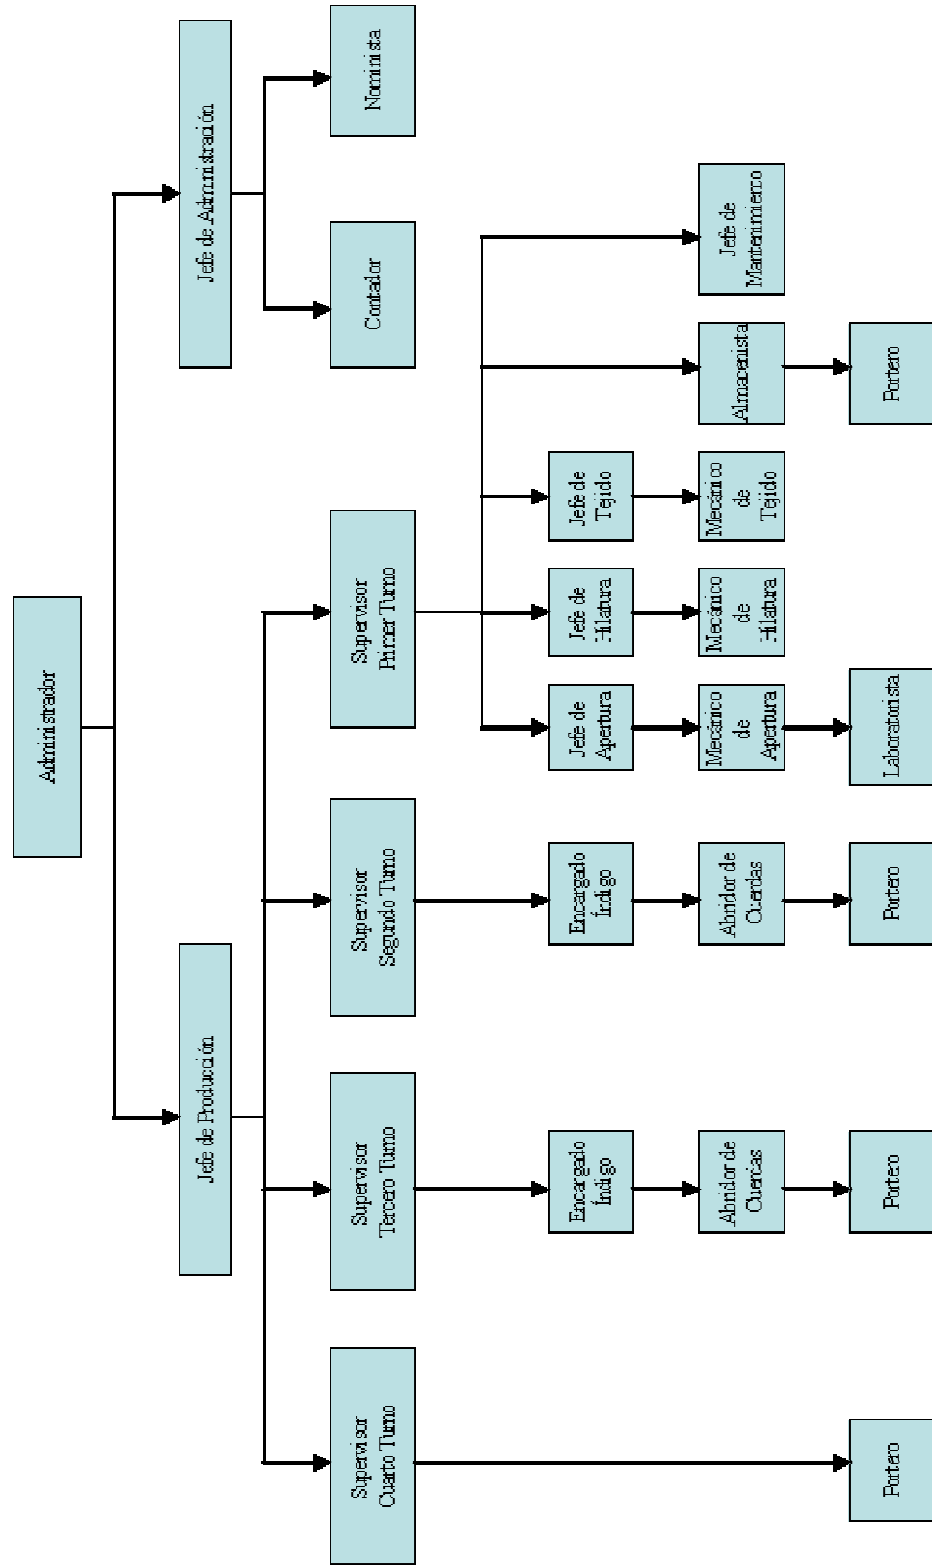 Administrador
Jefe de Producción
Jefe de Administración
Supervisor
Cuarto Turno
Supervisor
Tercero Turno
Supervisor
Segundo Turno
Supervisor
Primer Turno
Contador
Nominista
Encargado
Índigo
Encargado
Índigo
Jefe de
Apertura
Jefe de
Hilatura
Jefe de
Tejido
Abridor de
Cuerdas
Abridor de
Cuerdas
Mecánico
de
Apertura
Mecánico
de
Hilatura
Mecánico
de
Tejido
Almacenista
Jefe de
Mantenimiento
Portero
Portero
Portero
Laboratorista
Portero